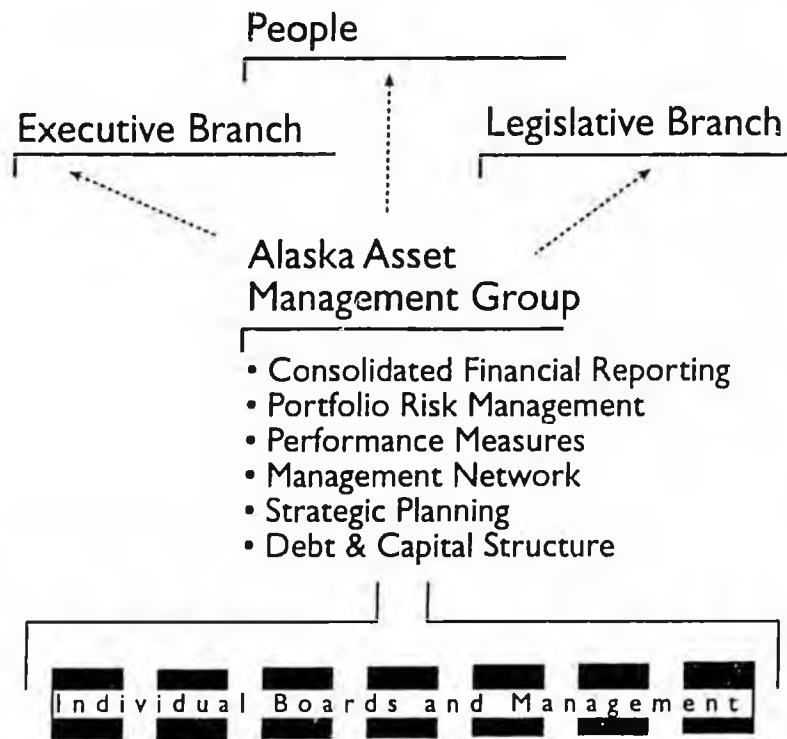 People
Executive Branch
Legislative Branch
Alaska Asset
Management Group
• Consolidated Financial Reporting
• Portfolio Risk Management
• Performance Measures
• Management Network
• Strategic Planning
• Debt & Capital Structure
Individual Boards and Management